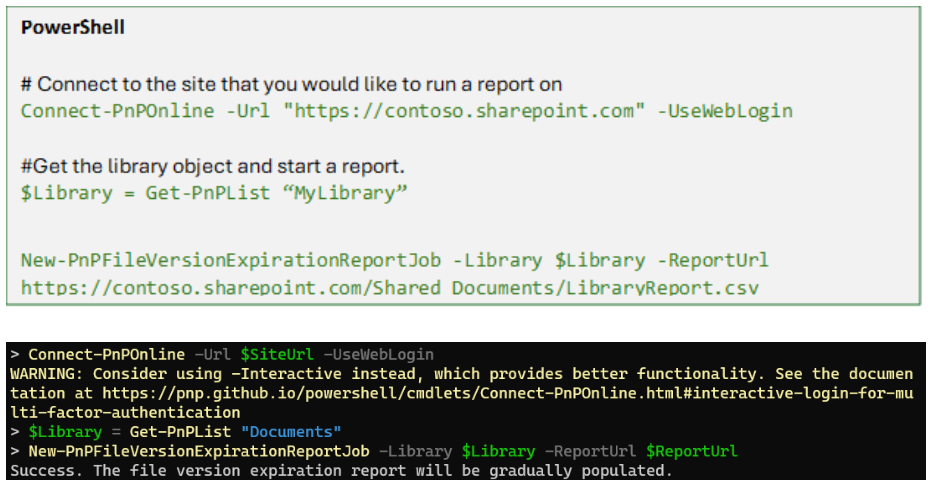 PowerShell
# Connect to the site that you would like to run a report on
Connect-PnPOnline -Url "https://contoso.sharepoint.com" -UseWebLogin
#Get the library object and start a report.
$Library = Get-PnPList “MyLibrary”
New-PnPFileVersionExpirationReportJob -Library $Library -ReportUrl
https://contoso.sharepoint.com/Shared Documents/LibraryReport.csv
> Connect-PnPOnline -Url $SiteUrl -UseWebLogin
WARNING: Consider using -Interactive instead, which provides better functionality. See the documen
tation at https://pnp.github.io/powershell/cmdlets/Connect-PnPOnline.html#interactive-login-for-mu
lti-factor-authentication
> $Library = Get-PnPList "Documents"
> New-PnPFileVersionExpirationReportJob -Library $Library -ReportUrl $ReportUrl
Success. The file version expiration report will be gradually populated.